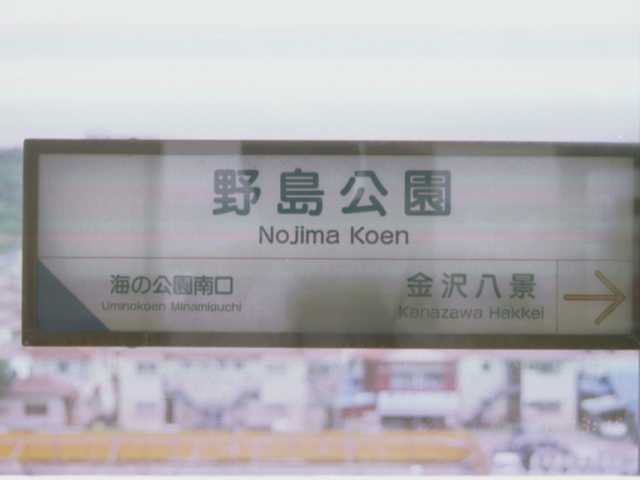 野島公園
Nojima Koen
海の公園南口
Uminokoen Minamiguchi
金沢八景
Kanazawa Hakkei